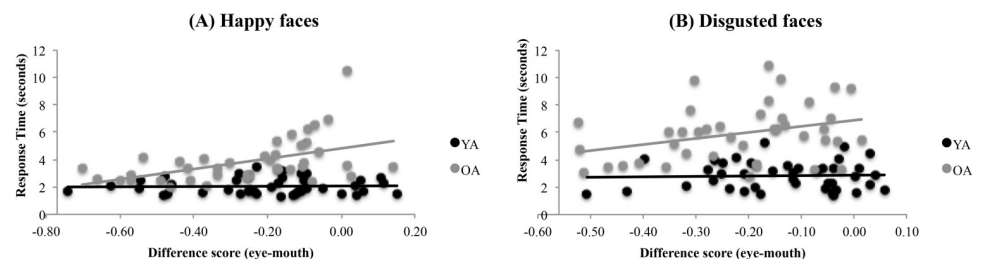 (A) Happy faces
Response Time (seconds)
12
10
8
6
4
2
0
-0.80
-0.60
-0.40
-0.20
0.00
0.20
Difference score (eye-mouth)
YA
OA
(B) Disgusted faces
Response Time (seconds)
12
10
8
6
4
2
0
-0.60
-0.50
-0.40
-0.30
-0.20
-0.10
0.00
0.10
Difference score (eye-mouth)
YA
OA